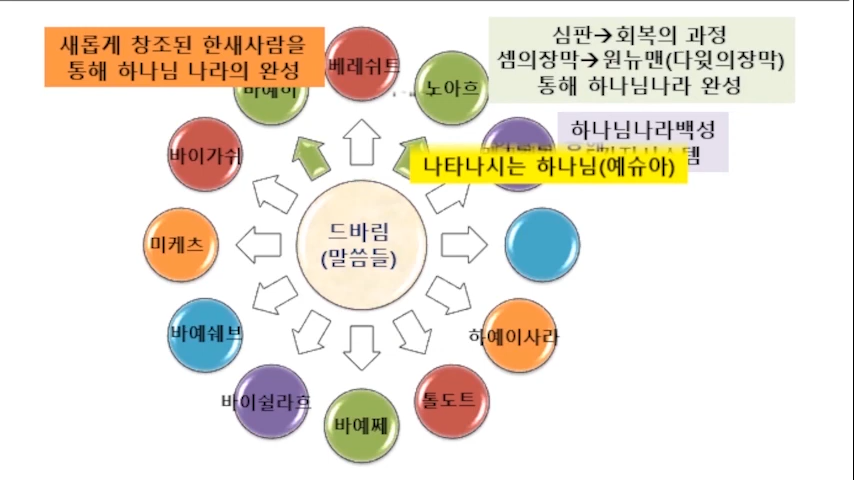 새롭게 창조된 한새사람을
통해 하나님 나라의 완성
심판→회복의 과정
셈의장막→원뉴맨(다윗의장막)
통해 하나님나라 완성
베레쉬트
노아흐
바예히
하나님나라백성
나타나시는 하나님(예슈아)
바이가쉬
드바림
(말씀들)
미케츠
바예쉐브
하예이사라
바이쉴라흐
톨도트
바예쩨